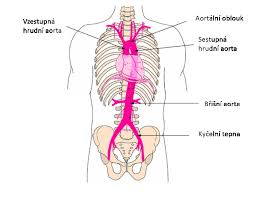 Vzestupná
hrudní aorta
Aortální oblouk
Sestupná
hrudní aorta
Břišní aorta
Kyčelní tepna